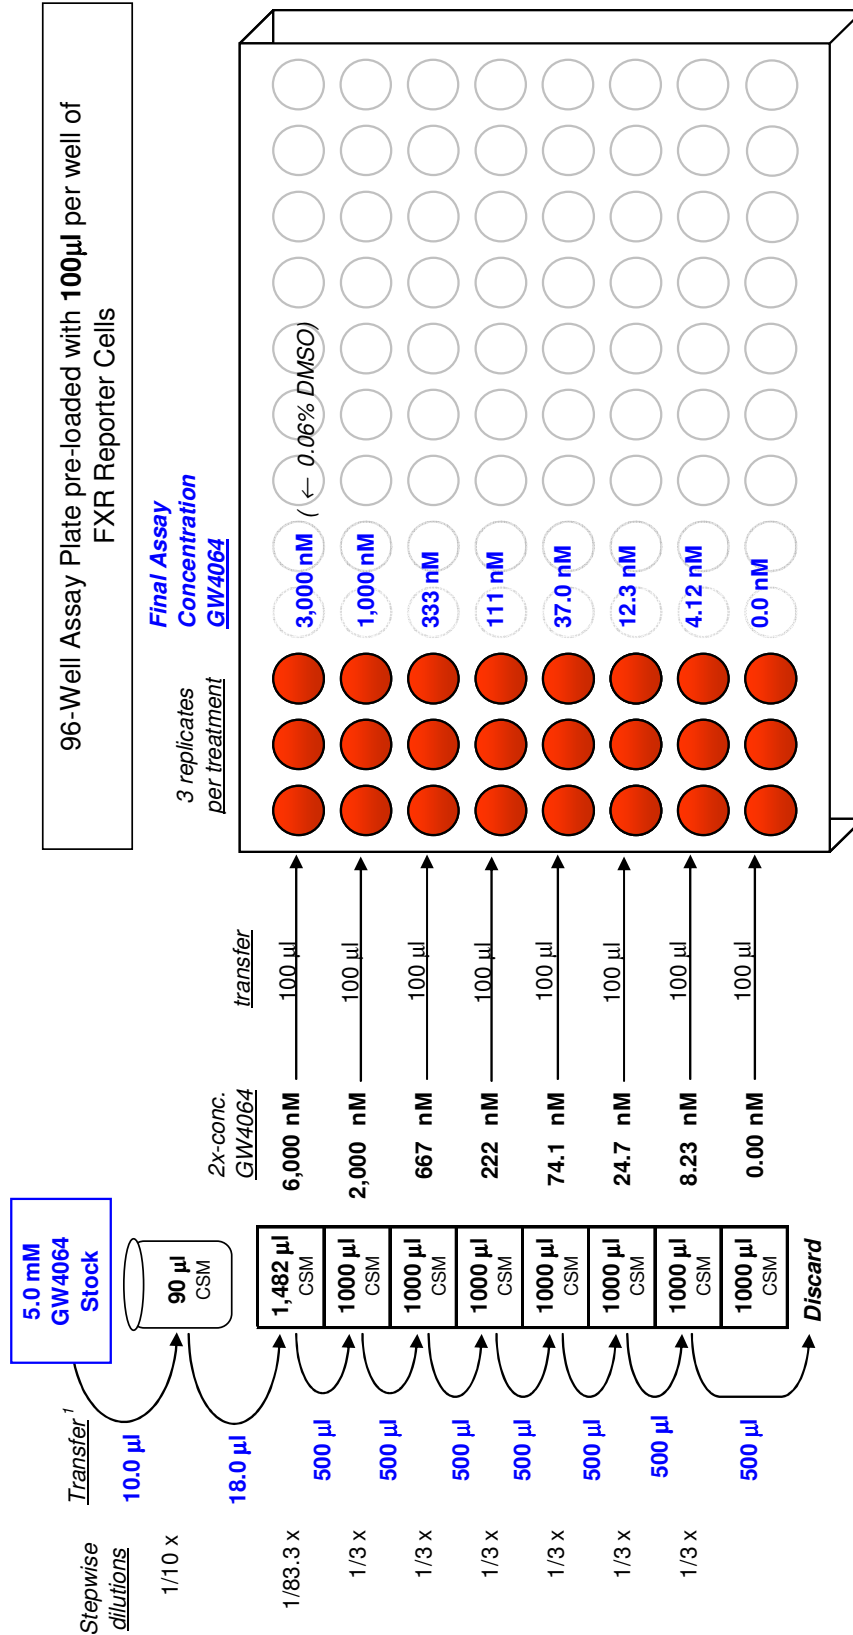 96-Well Assay Plate pre-loaded with 100µl per well of
FXR Reporter Cells
Stepwise
dilutions
Transfer 1
5.0 mM
GW4064
Stock
2x-conc.
GW4064
transfer
3 replicates
per treatment
Final Assay
Concentration
GW4064
1/10 x
10.0 µl
90 µl
CSM
1/83.3 x
18.0 µl
1,482 µl
CSM
6,000 nM
100 µl
3,000 nM
( ← 0.06% DMSO)
1/3 x
500 µl
1000 µl
CSM
2,000 nM
100 µl
1,000 nM
1/3 x
500 µl
1000 µl
CSM
667 nM
100 µl
333 nM
1/3 x
500 µl
1000 µl
CSM
222 nM
100 µl
111 nM
1/3 x
500 µl
1000 µl
CSM
74.1 nM
100 µl
37.0 nM
1/3 x
500 µl
1000 µl
CSM
24.7 nM
100 µl
12.3 nM
1/3 x
500 µl
1000 µl
CSM
8.23 nM
100 µl
4.12 nM
500 µl
1000 µl
CSM
0.00 nM
100 µl
0.0 nM
Discard